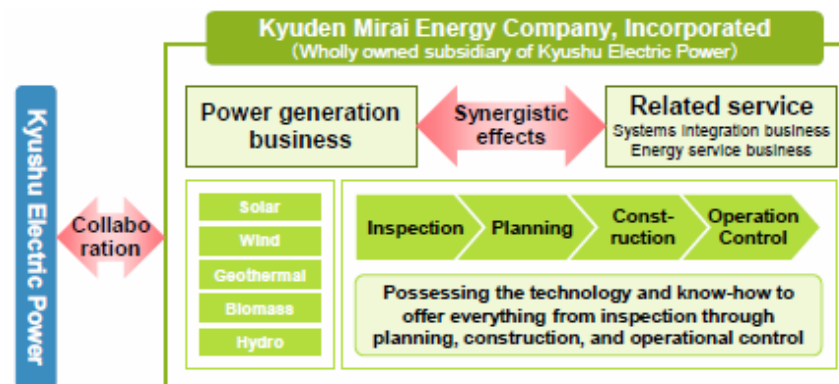 Kyuden Mirai Energy Company, Incorporated
(Wholly owned subsidiary of Kyushu Electric Power)
Kyushu Electric Power
Collabo
ration
Power generation
business
Synergistic
effects
Related service
Systems integration business
Energy service business
Solar
Wind
Geothermal
Biomass
Hydro
Inspection
Planning
Const-
ruction
Operation
Control
Possessing the technology and know-how to
offer everything from inspection through
planning, construction, and operational control